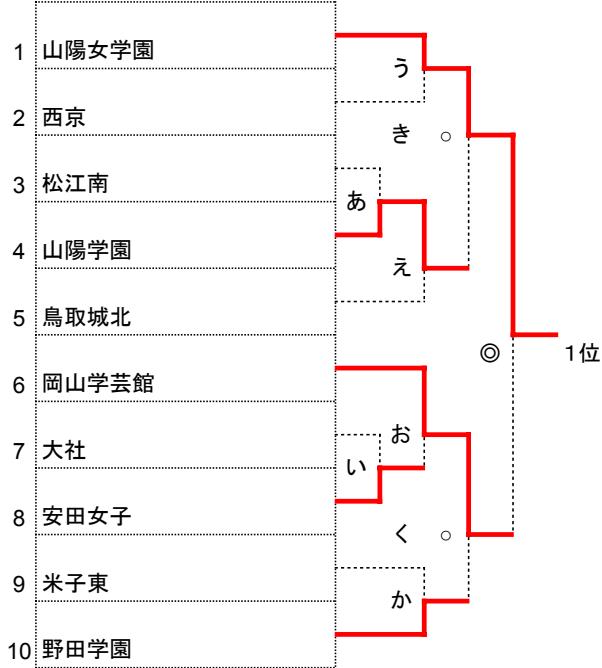 1 山陽女学園
う
2 西京
き ○
3 松江南
あ
4 山陽学園
え
5 鳥取城北
◎ 1位
6 岡山学芸館
お
7 大社
い
8 安田女子
く ○
9 米子東
か
10 野田学園